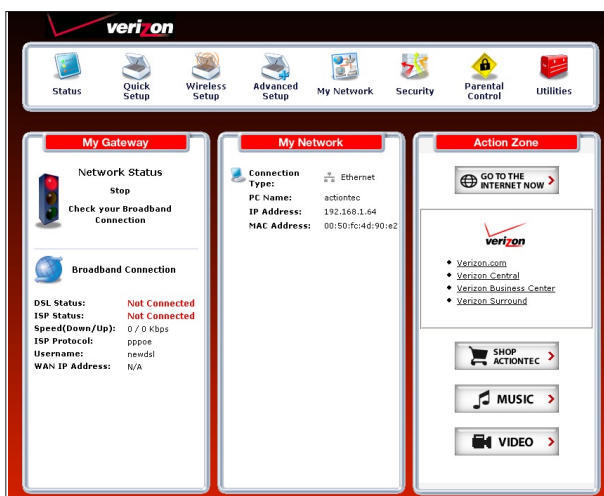 verizon
Status
Quick Setup
Wireless Setup
Advanced Setup
My Network
Security
Parental Control
Utilities
My Gateway
Network Status
Stop
Check your Broadband
Connection
Broadband Connection
DSL Status: Not Connected
ISP Status: Not Connected
Speed(Down/Up): 0 / 0 Kbps
ISP Protocol: pppoe
Username: newdsl
WAN IP Address: N/A
My Network
Connection Type: Ethernet
PC Name: actiontec
IP Address: 192.168.1.64
MAC Address: 00:50:fc:4d:90:e2
Action Zone
GO TO THE
INTERNET NOW
verizon
Verizon.com
Verizon Central
Verizon Business Center
Verizon Surround
SHOP
ACTIONTEC
MUSIC
VIDEO